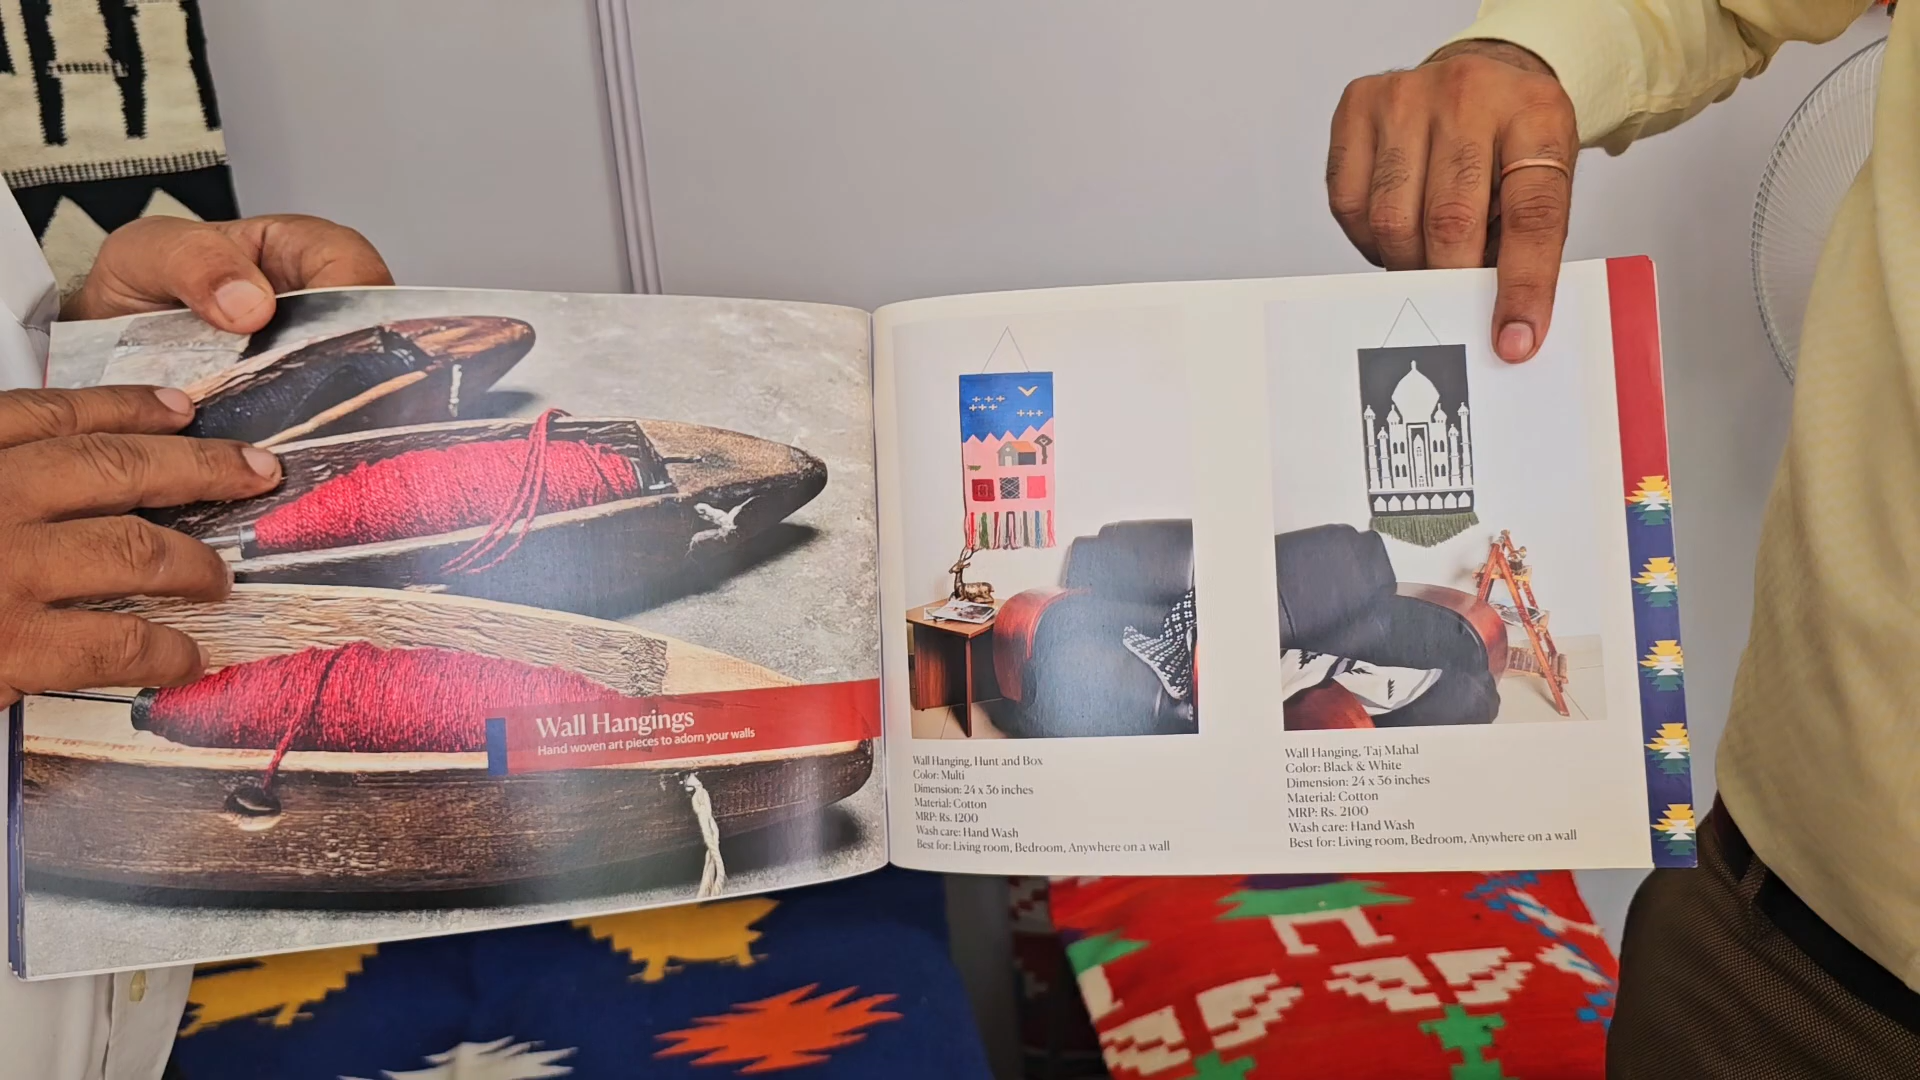 Wall Hangings
Hand woven art pieces to adorn your walls
Wall Hanging, Hunt and Box
Color: Multi
Dimension: 24 x 36 inches
Material: Cotton
MRP: Rs. 1200
Wash care: Hand Wash
Best for: Living room, Bedroom, Anywhere on a wall
Wall Hanging, Taj Mahal
Color: Black & White
Dimension: 24 x 36 inches
Material: Cotton
MRP: Rs. 2100
Wash care: Hand Wash
Best for: Living room, Bedroom, Anywhere on a wall